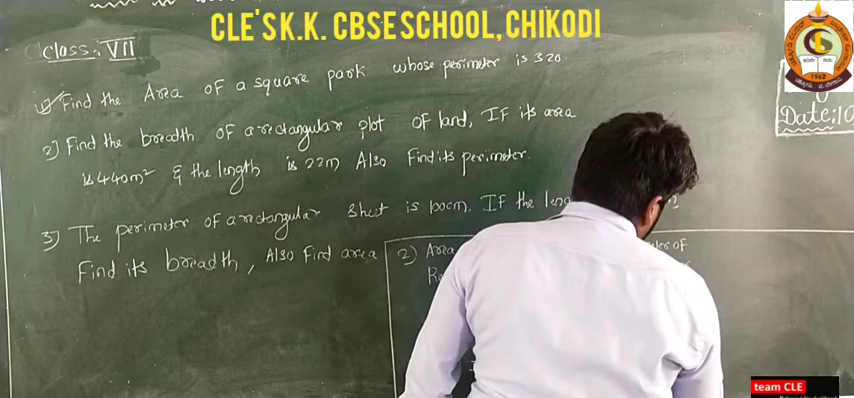 CLE'S K.K. CBSE SCHOOL, CHIKODI
Class: VII
1) Find the Area of a square park whose perimeter is 320
2) Find the breadth of a rectangular plot of land, If its area
is 440m² & the length is 22m Also Find its perimeter.
3) The perimeter of a rectangular sheet is 100cm. If the
Find its breadth, Also Find area
2) Area
of
Date:10
1962
team CLE